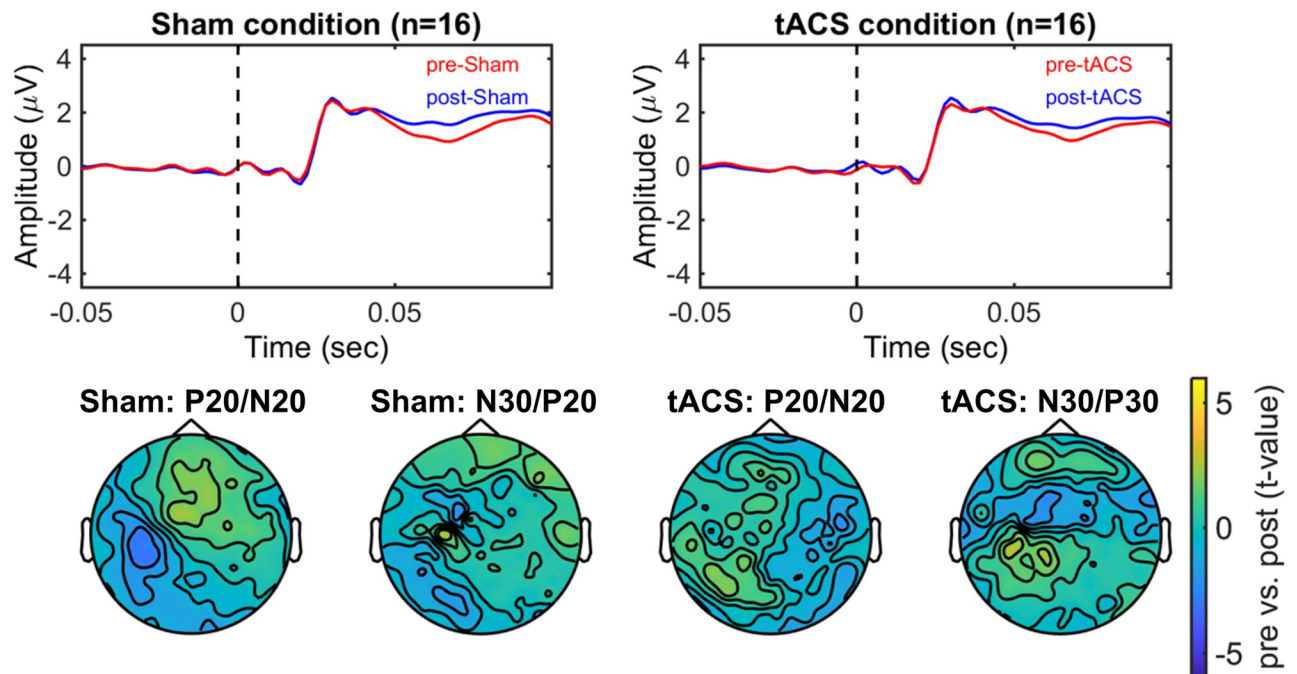 Sham condition (n=16)
tACS condition (n=16)
Amplitude (μV)
4
2
0
-2
-4
pre-Sham
post-Sham
-0.05
0
0.05
Time (sec)
Amplitude (μV)
4
2
0
-2
-4
pre-tACS
post-tACS
-0.05
0
0.05
Time (sec)
Sham: P20/N20
Sham: N30/P20
tACS: P20/N20
tACS: N30/P30
5
0
-5
pre vs. post (t-value)